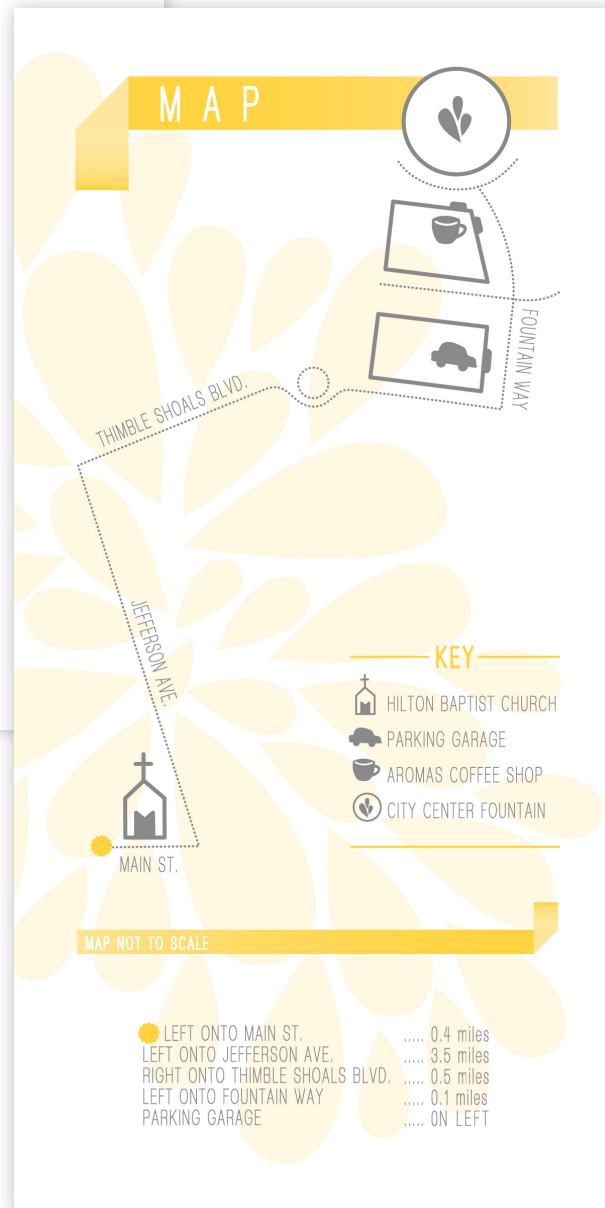 MAP
FOUNTAIN WAY
THIMBLE SHOALS BLVD.
JEFFERSON AVE.
MAIN ST.
KEY
HILTON BAPTIST CHURCH
PARKING GARAGE
AROMAS COFFEE SHOP
CITY CENTER FOUNTAIN
MAP NOT TO SCALE
LEFT ONTO MAIN ST. ..... 0.4 miles
LEFT ONTO JEFFERSON AVE. ..... 3.5 miles
RIGHT ONTO THIMBLE SHOALS BLVD. ..... 0.5 miles
LEFT ONTO FOUNTAIN WAY ..... 0.1 miles
PARKING GARAGE ..... ON LEFT